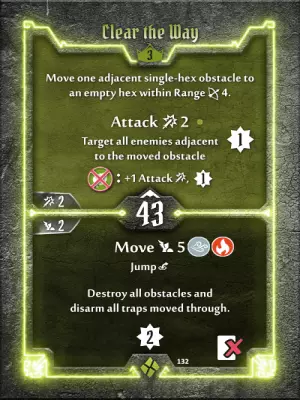 Clear the Way
3
Move one adjacent single-hex obstacle to
an empty hex within Range 4.
Attack 2
Target all enemies adjacent
to the moved obstacle
1
: +1 Attack, 1
2
43
2
Move 5
Jump
Destroy all obstacles and
disarm all traps moved through.
2
132